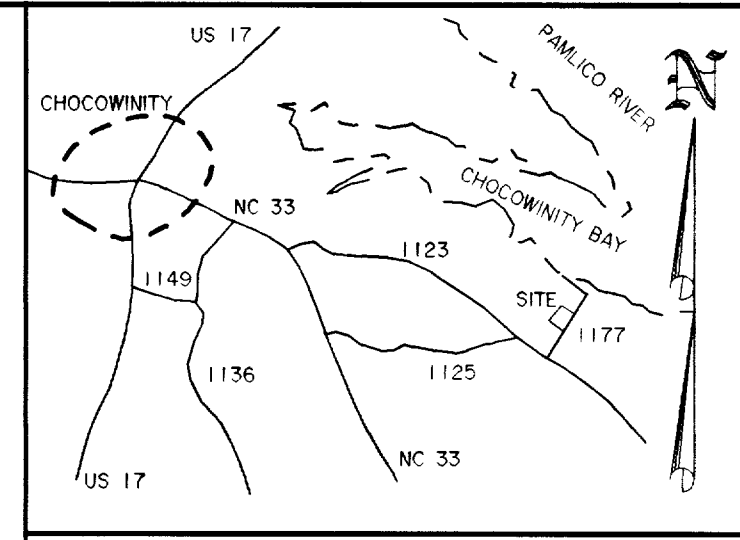 US 17
PAMLICO RIVER
N
CHOCOWINITY
CHOCOWINITY BAY
NC 33
1123
1149
SITE
1177
1136
1125
NC 33
US 17